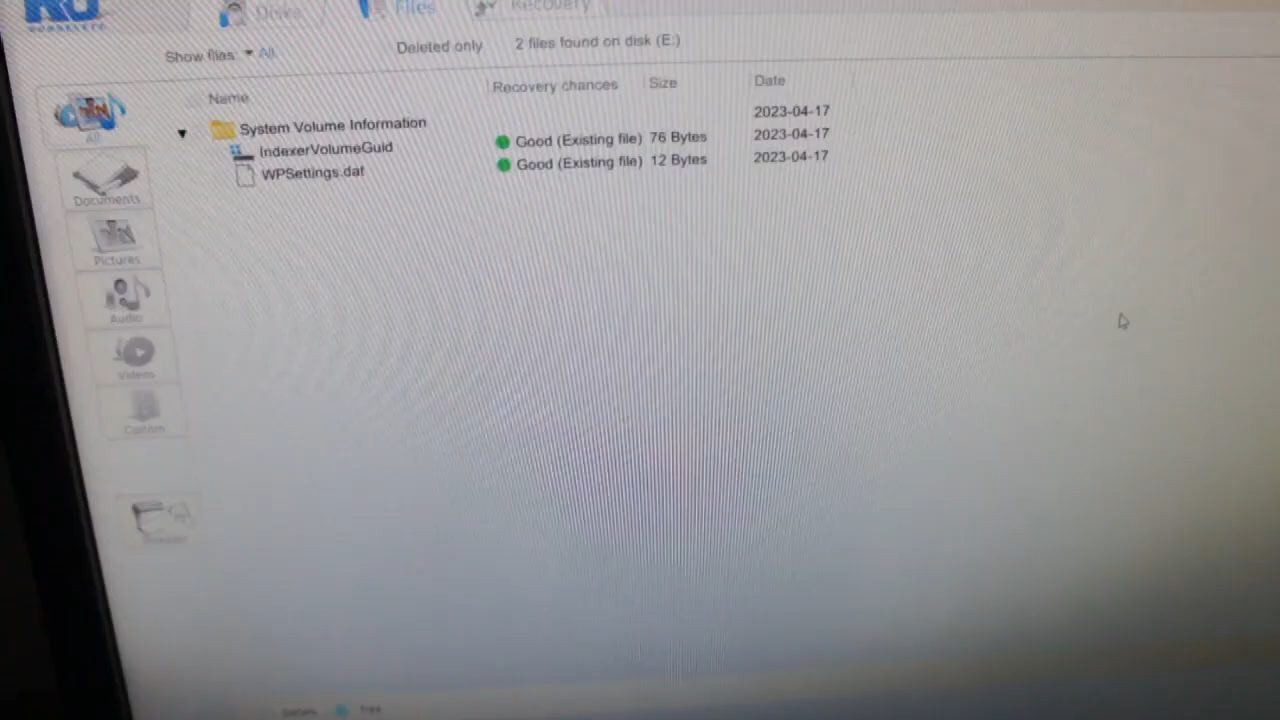 Disks
Files
Recovery
Show files: All
Deleted only
2 files found on disk (E:)
Name
Recovery chances
Size
Date
System Volume Information
2023-04-17
IndexerVolumeGuid
Good (Existing file)
76 Bytes
2023-04-17
WPSettings.dat
Good (Existing file)
12 Bytes
2023-04-17
All
Documents
Pictures
Audio
Videos
Custom
free